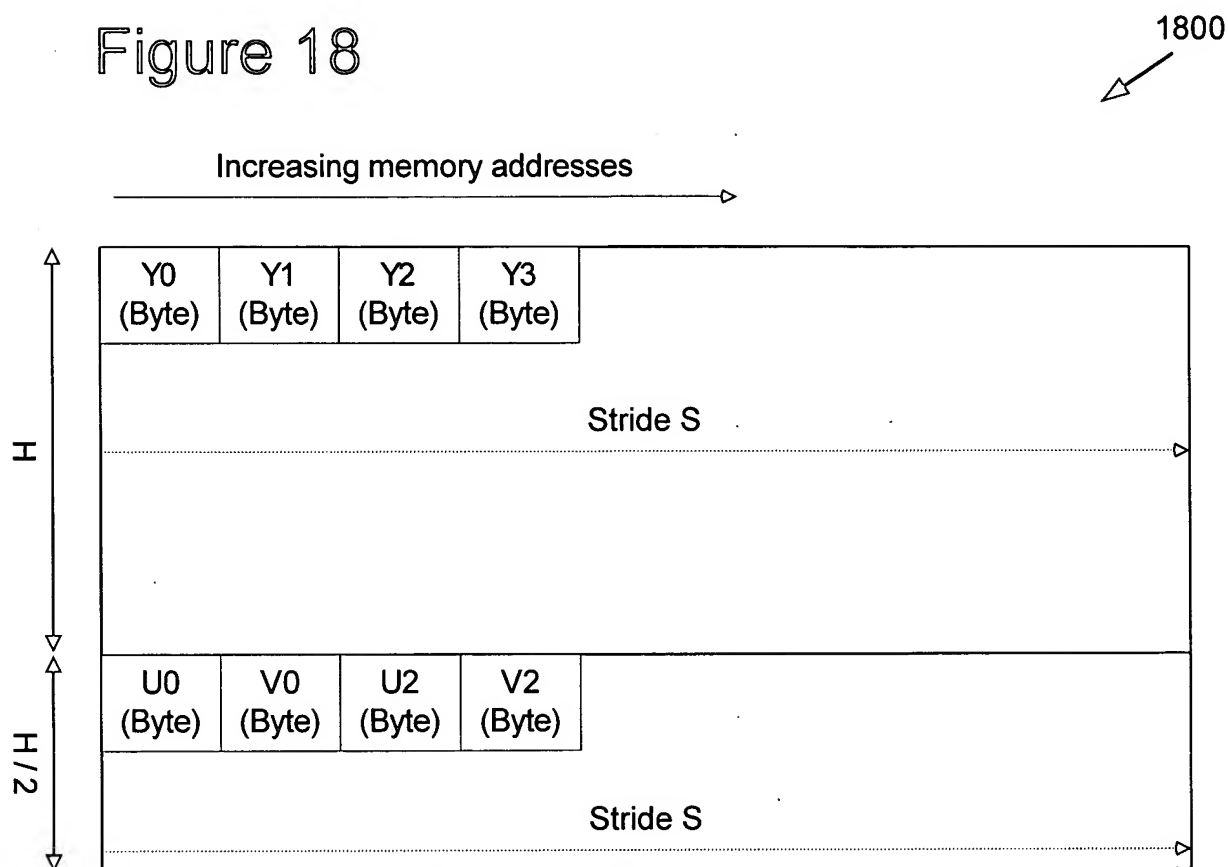 Figure 18
1800
Increasing memory addresses
Y0 Y1 Y2 Y3
(Byte) (Byte) (Byte) (Byte)
Stride S
H
U0 V0 U2 V2
(Byte) (Byte) (Byte) (Byte)
H/2
Stride S